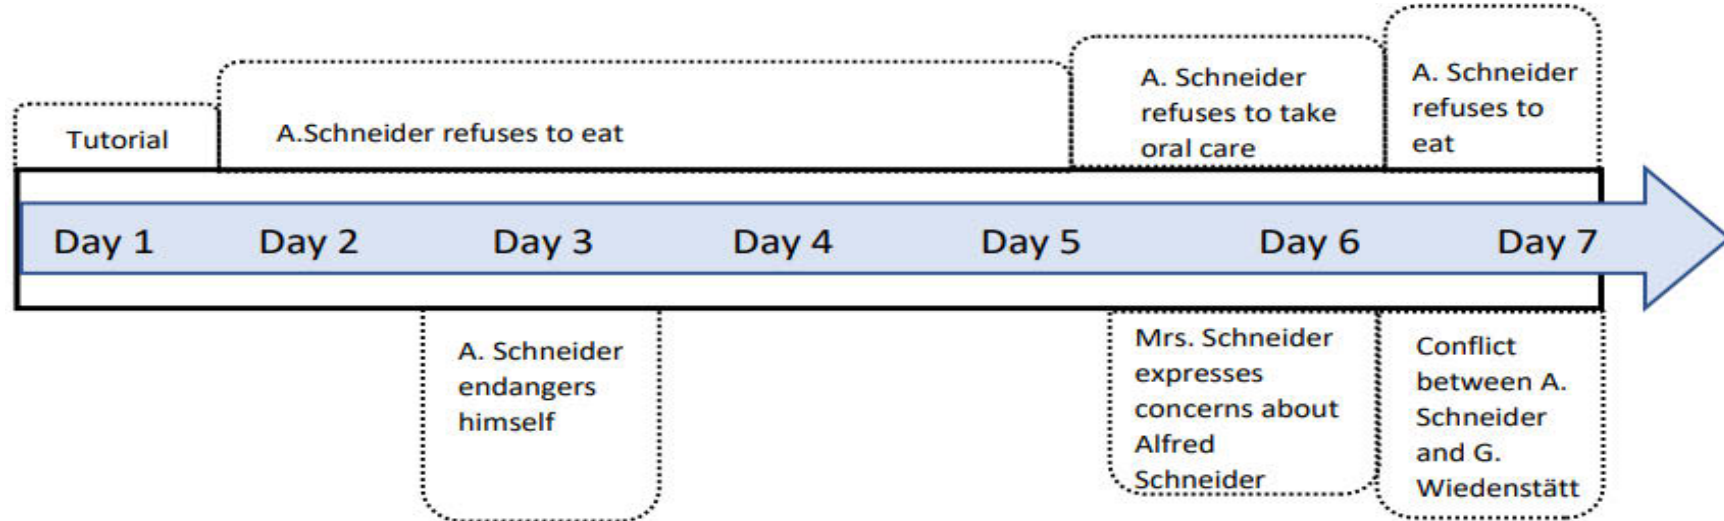 Tutorial
A.Schneider refuses to eat
A. Schneider
refuses to take
oral care
A. Schneider
refuses to
eat
Day 1
Day 2
Day 3
Day 4
Day 5
Day 6
Day 7
A. Schneider
endangers
himself
Mrs. Schneider
expresses
concerns about
Alfred
Schneider
Conflict
between A.
Schneider
and G.
Wiedenstätt